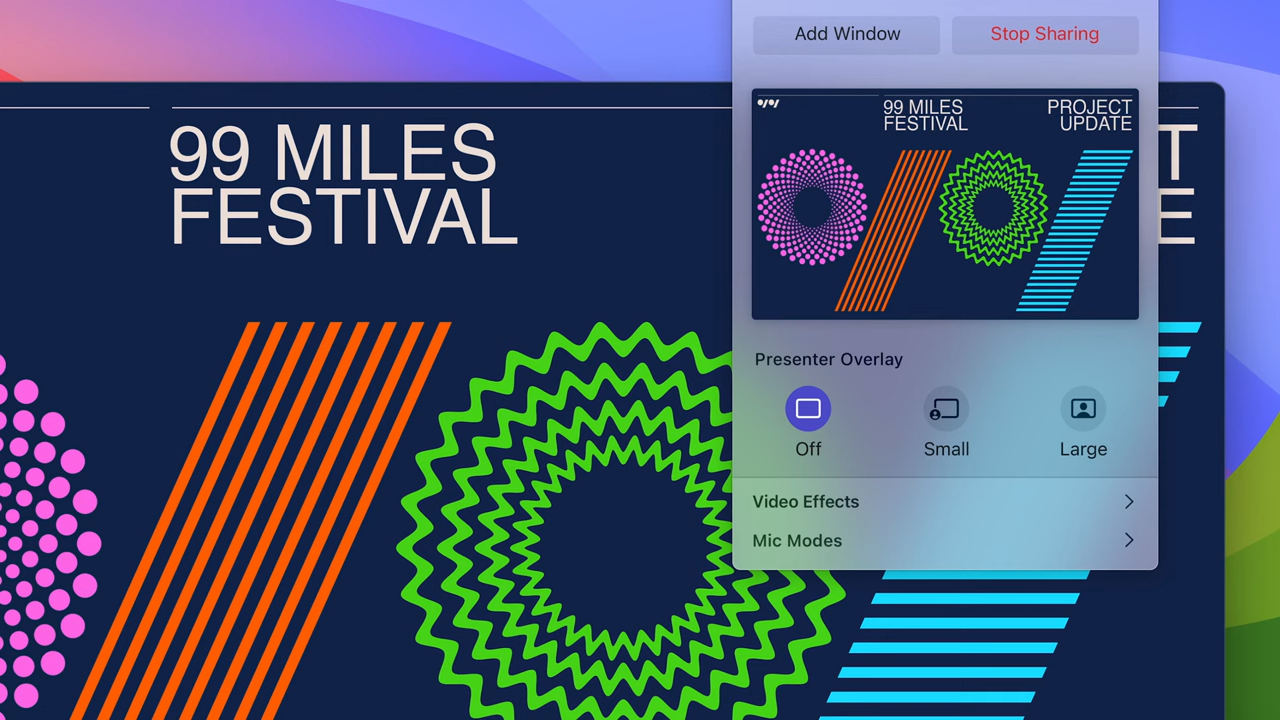 Add Window
Stop Sharing
99 MILES
FESTIVAL
T
E
99 MILES
FESTIVAL
PROJECT
UPDATE
Presenter Overlay
Off
Small
Large
Video Effects
Mic Modes